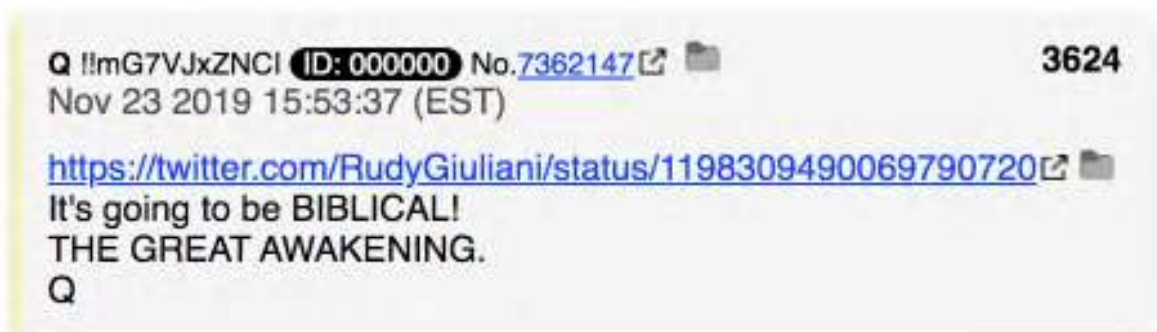 Q !!mG7VJxZNCI ID: 000000 No.7362147 3624
Nov 23 2019 15:53:37 (EST)
https://twitter.com/RudyGiuliani/status/1198309490069790720
It's going to be BIBLICAL!
THE GREAT AWAKENING.
Q